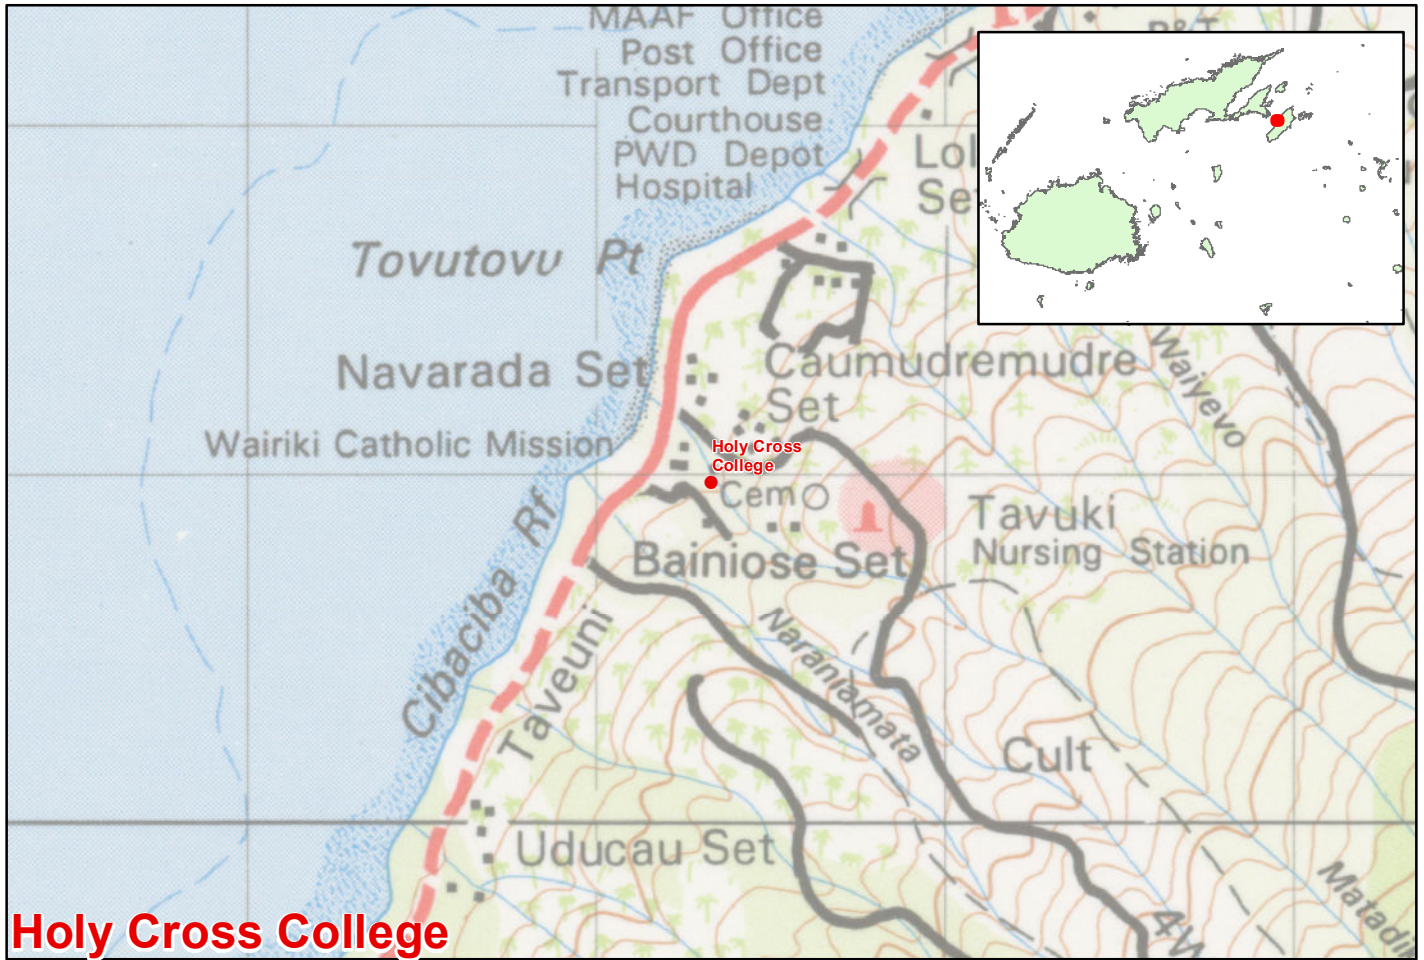 MAAF Office
Post Office
Transport Dept
Courthouse
PWD Depot
Hospital
P&T
Tovutovu Pt
Navarada Set
Wairiki Catholic Mission
Caumudremudre
Set
Waiyevo
Holy Cross
College
Cem
Tavuki
Nursing Station
Bainiose Set
Cibaciba Rf
Taveuni
Naraniamata
Cult
Uducau Set
4W
Holy Cross College